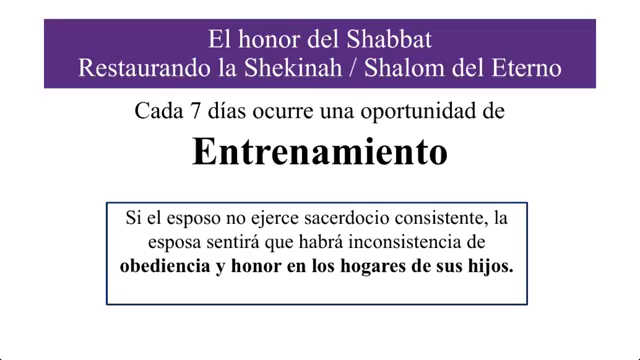 El honor del Shabbat
Restaurando la Shekinah / Shalom del Eterno
Cada 7 días ocurre una oportunidad de
Entrenamiento
Si el esposo no ejerce sacerdocio consistente, la
esposa sentirá que habrá inconsistencia de
obediencia y honor en los hogares de sus hijos.